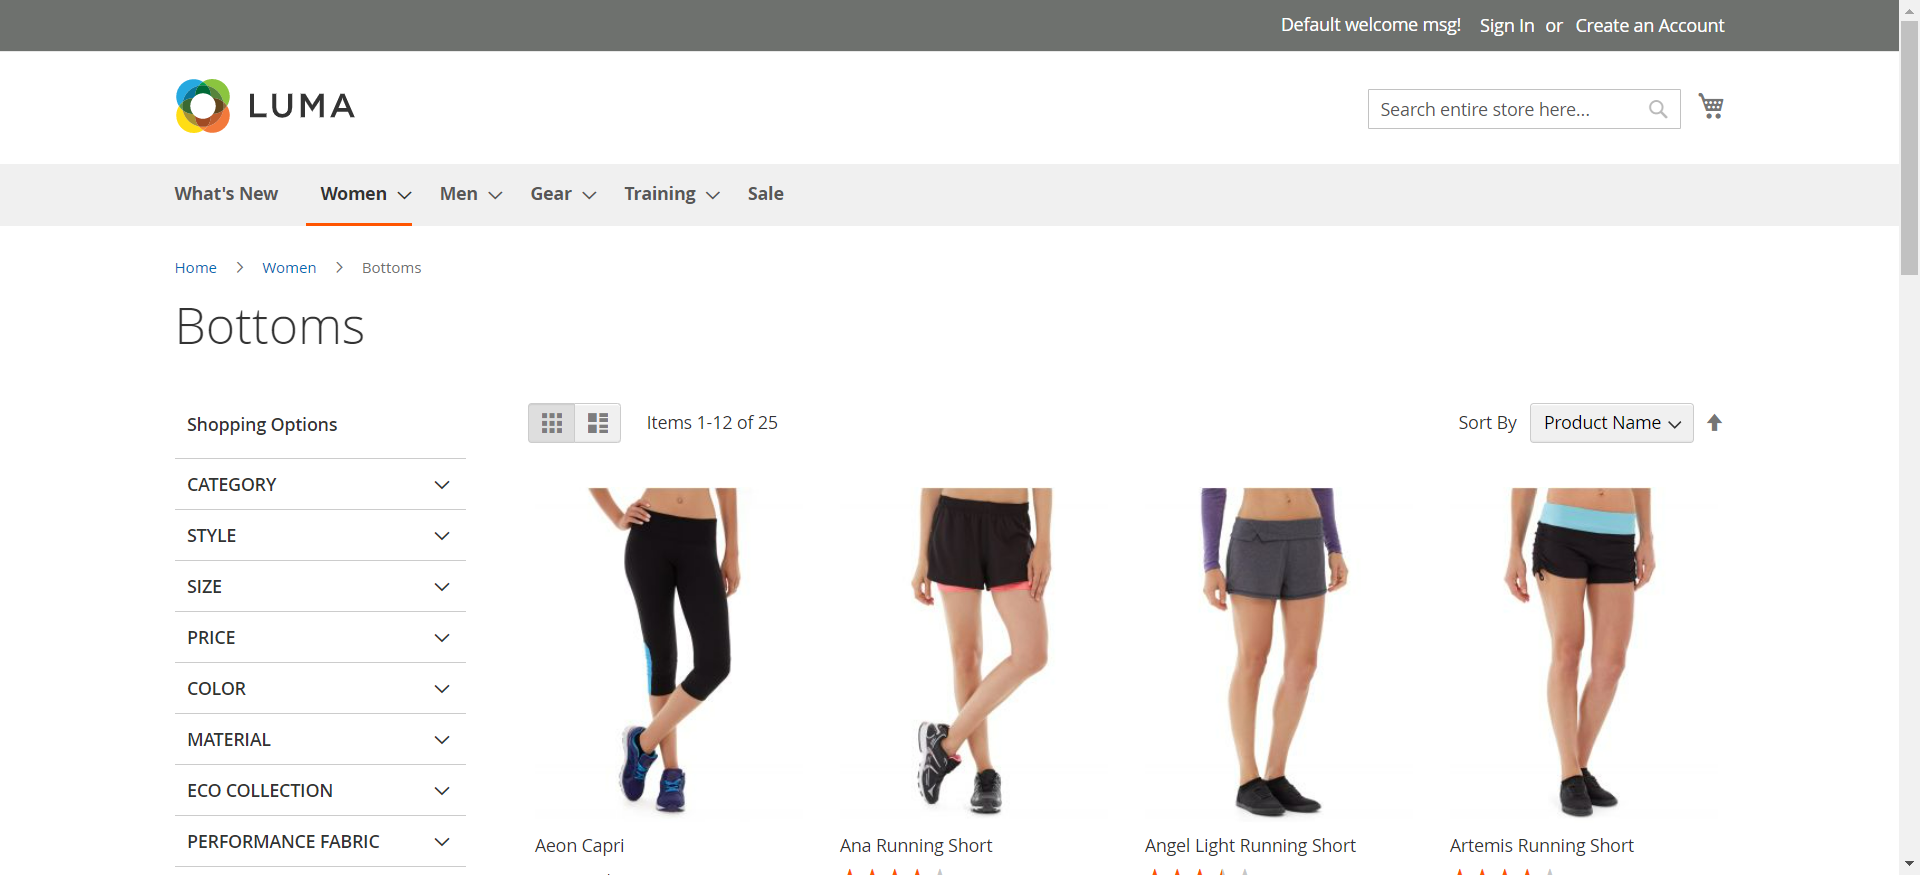 Default welcome msg! Sign In or Create an Account
LUMA
Search entire store here...
What's New Women Men Gear Training Sale
Home Women Bottoms
Bottoms
Shopping Options
Items 1-12 of 25
Sort By Product Name
CATEGORY
STYLE
SIZE
PRICE
COLOR
MATERIAL
ECO COLLECTION
PERFORMANCE FABRIC
Aeon Capri
Ana Running Short
Angel Light Running Short
Artemis Running Short